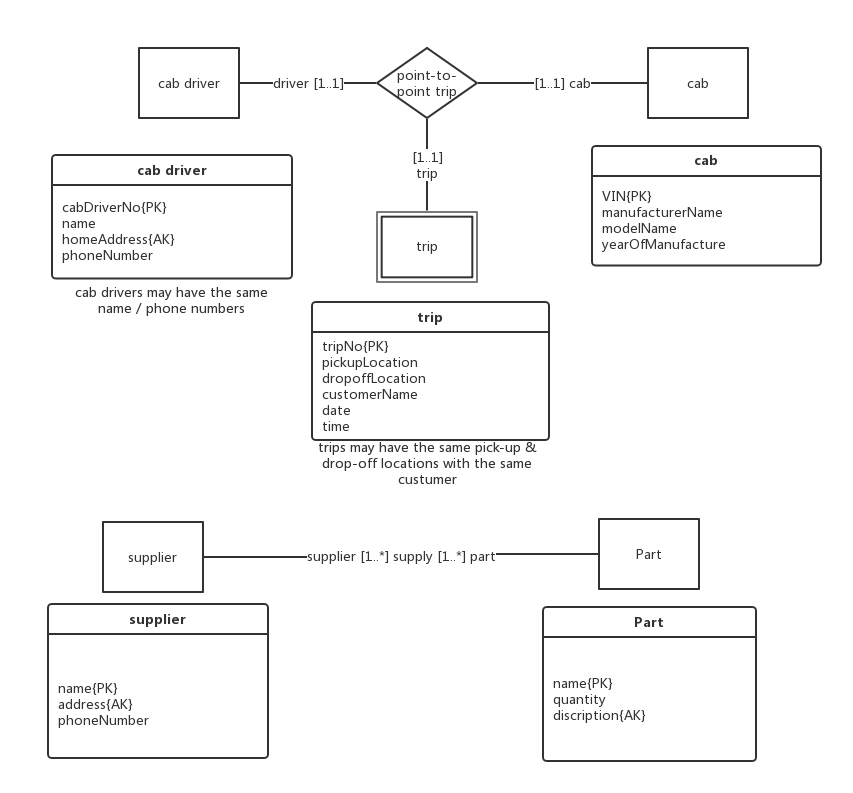 cab driver
driver [1..1]
point-to-
point trip
[1..1] cab
cab
[1..1]
trip
trip
cab driver
cabDriverNo{PK}
name
homeAddress{AK}
phoneNumber
cab drivers may have the same
name / phone numbers
cab
VIN{PK}
manufacturerName
modelName
yearOfManufacture
trip
tripNo{PK}
pickupLocation
dropoffLocation
customerName
date
time
trips may have the same pick-up &
drop-off locations with the same
custumer
supplier
supplier [1..*] supply [1..*] part
Part
supplier
name{PK}
address{AK}
phoneNumber
Part
name{PK}
quantity
discription{AK}